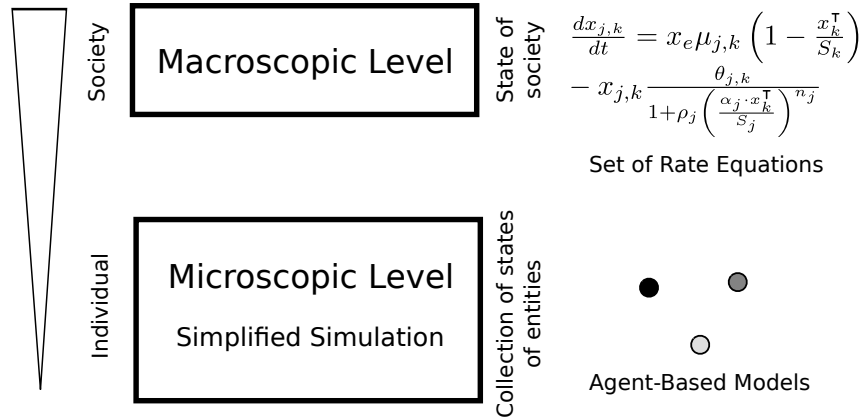 Society
Macroscopic Level
State of
society
$\frac{dx_{j,k}}{dt} = x_e \mu_{j,k} \left(1 - \frac{x_k^{\mathsf{T}}}{S_k}\right)$
$- x_{j,k} \frac{\theta_{j,k}}{1+\rho_j \left(\frac{\alpha_j \cdot x_k^{\mathsf{T}}}{S_j}\right)^{n_j}}$
Set of Rate Equations
Individual
Microscopic Level
Simplified Simulation
Collection of states
of entities
Agent-Based Models